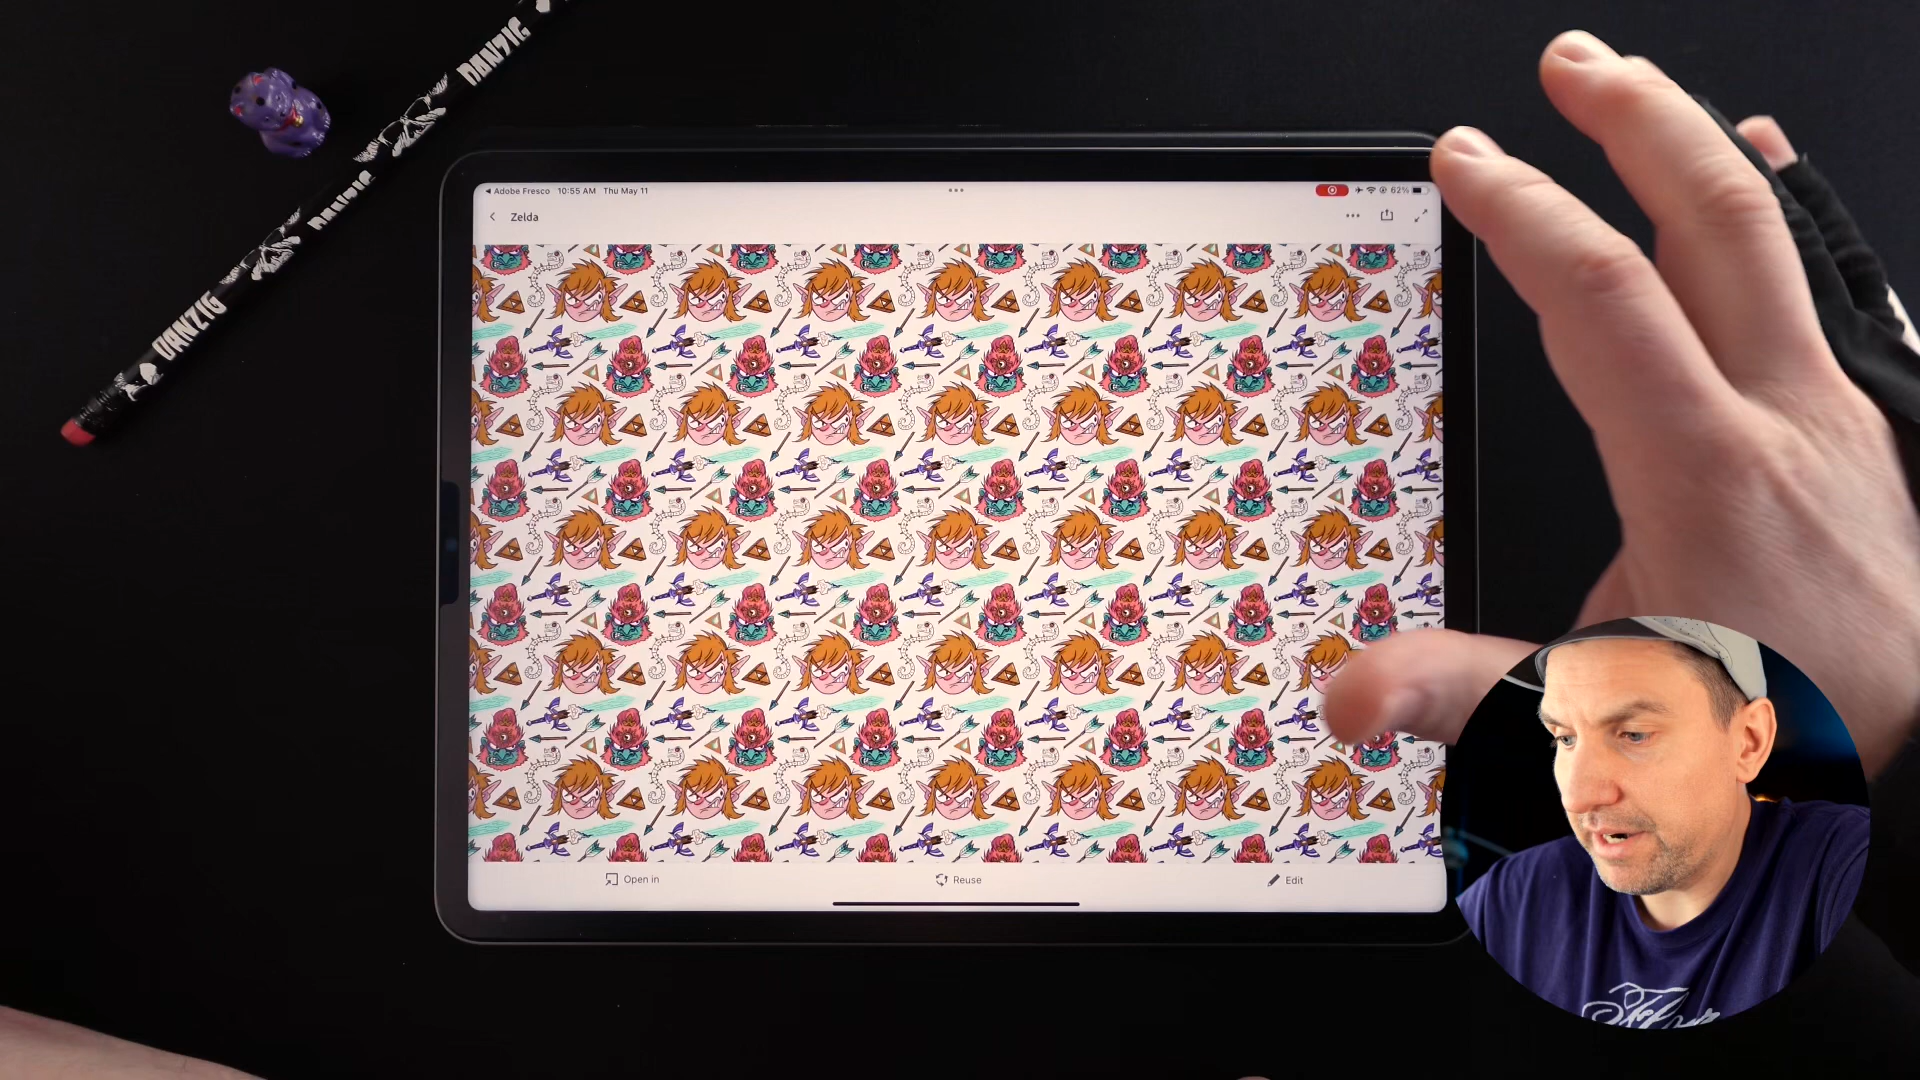 DANZIG
DANZIG
DANZIG
Adobe Fresco 10:55 AM Thu May 11
62%
Zelda
Open in
Reuse
Edit